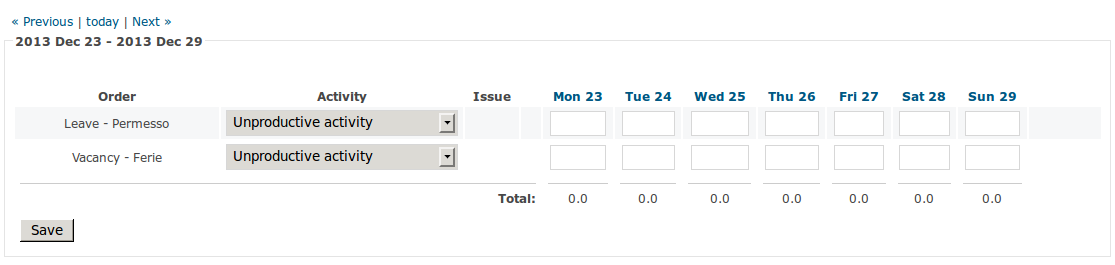 « Previous | today | Next »
2013 Dec 23 - 2013 Dec 29
Order Activity Issue Mon 23 Tue 24 Wed 25 Thu 26 Fri 27 Sat 28 Sun 29
Leave - Permesso Unproductive activity
Vacancy - Ferie Unproductive activity
Total: 0.0 0.0 0.0 0.0 0.0 0.0 0.0
Save